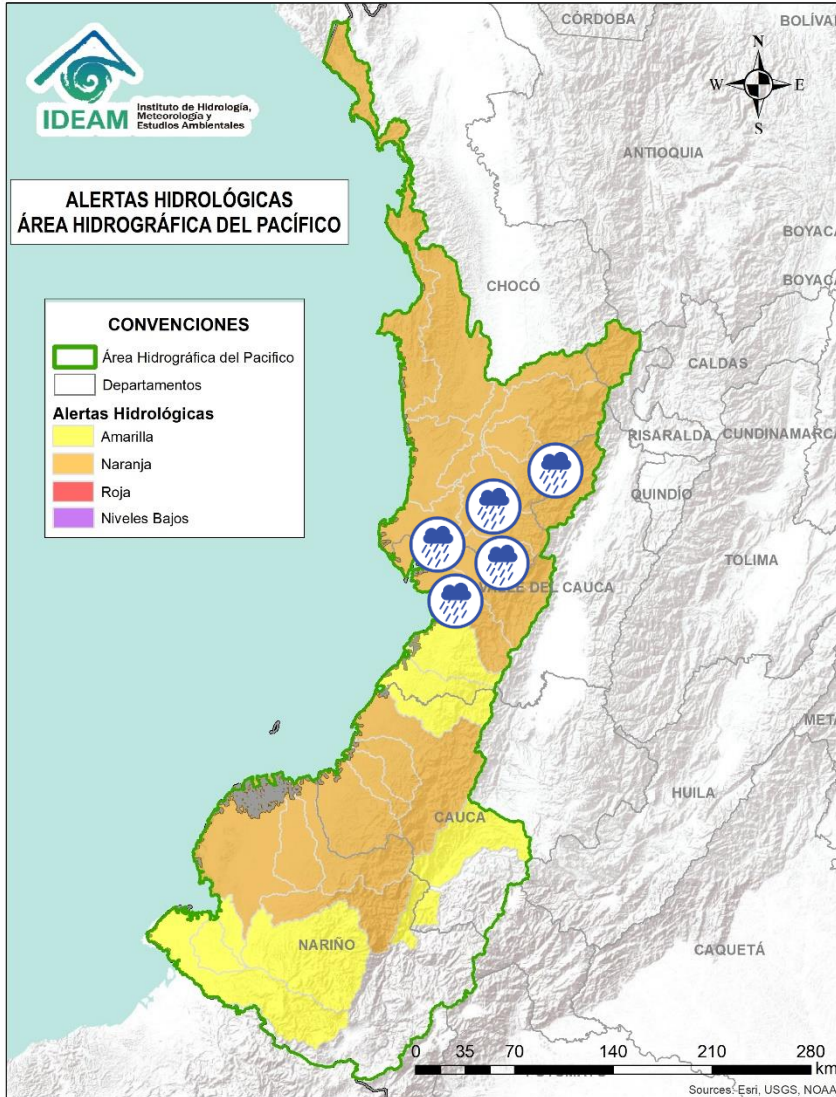 CÓRDOBA
BOLÍVAR
N
W
E
S
IDEAM
Instituto de Hidrología,
Meteorología y
Estudios Ambientales
ANTIOQUIA
ALERTAS HIDROLÓGICAS
ÁREA HIDROGRÁFICA DEL PACÍFICO
BOYACÁ
BOYACÁ
CHOCÓ
CONVENCIONES
Área Hidrográfica del Pacifico
Departamentos
Alertas Hidrológicas
Amarilla
Naranja
Roja
Niveles Bajos
CALDAS
RISARALDA
CUNDINAMARCA
QUINDÍO
TOLIMA
VALLE DEL CAUCA
META
HUILA
CAUCA
NARIÑO
CAQUETÁ
0 35 70 140 210 280
km
Sources: Esri, USGS, NOAA